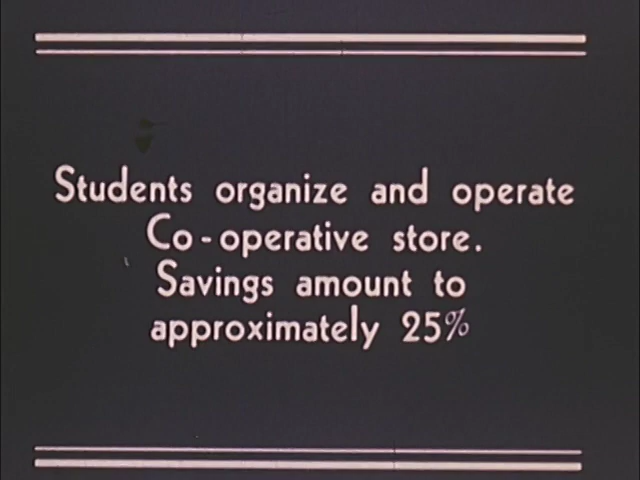 Students organize and operate
Co-operative store.
Savings amount to
approximately 25%